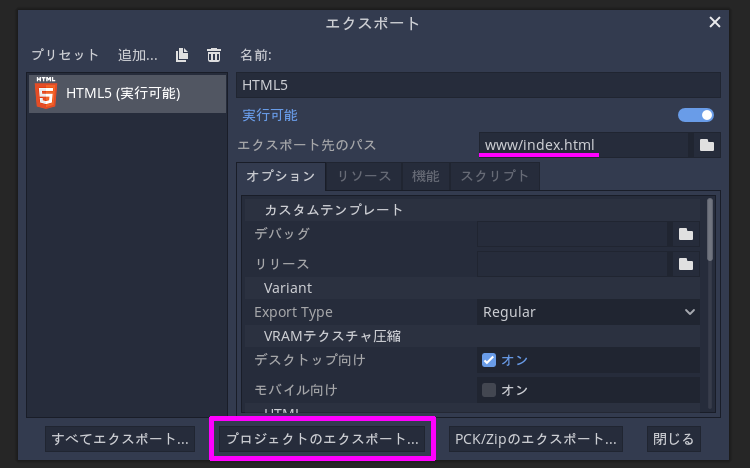 エクスポート
プリセット 追加... 名前:
HTML
5
HTML5 (実行可能)
HTML5
実行可能
エクスポート先のパス www/index.html
オプション リソース 機能 スクリプト
カスタムテンプレート
デバッグ
リリース
Variant
Export Type Regular
VRAMテクスチャ圧縮
デスクトップ向け オン
モバイル向け オン
HTML
すべてエクスポート... プロジェクトのエクスポート... PCK/Zipのエクスポート... 閉じる